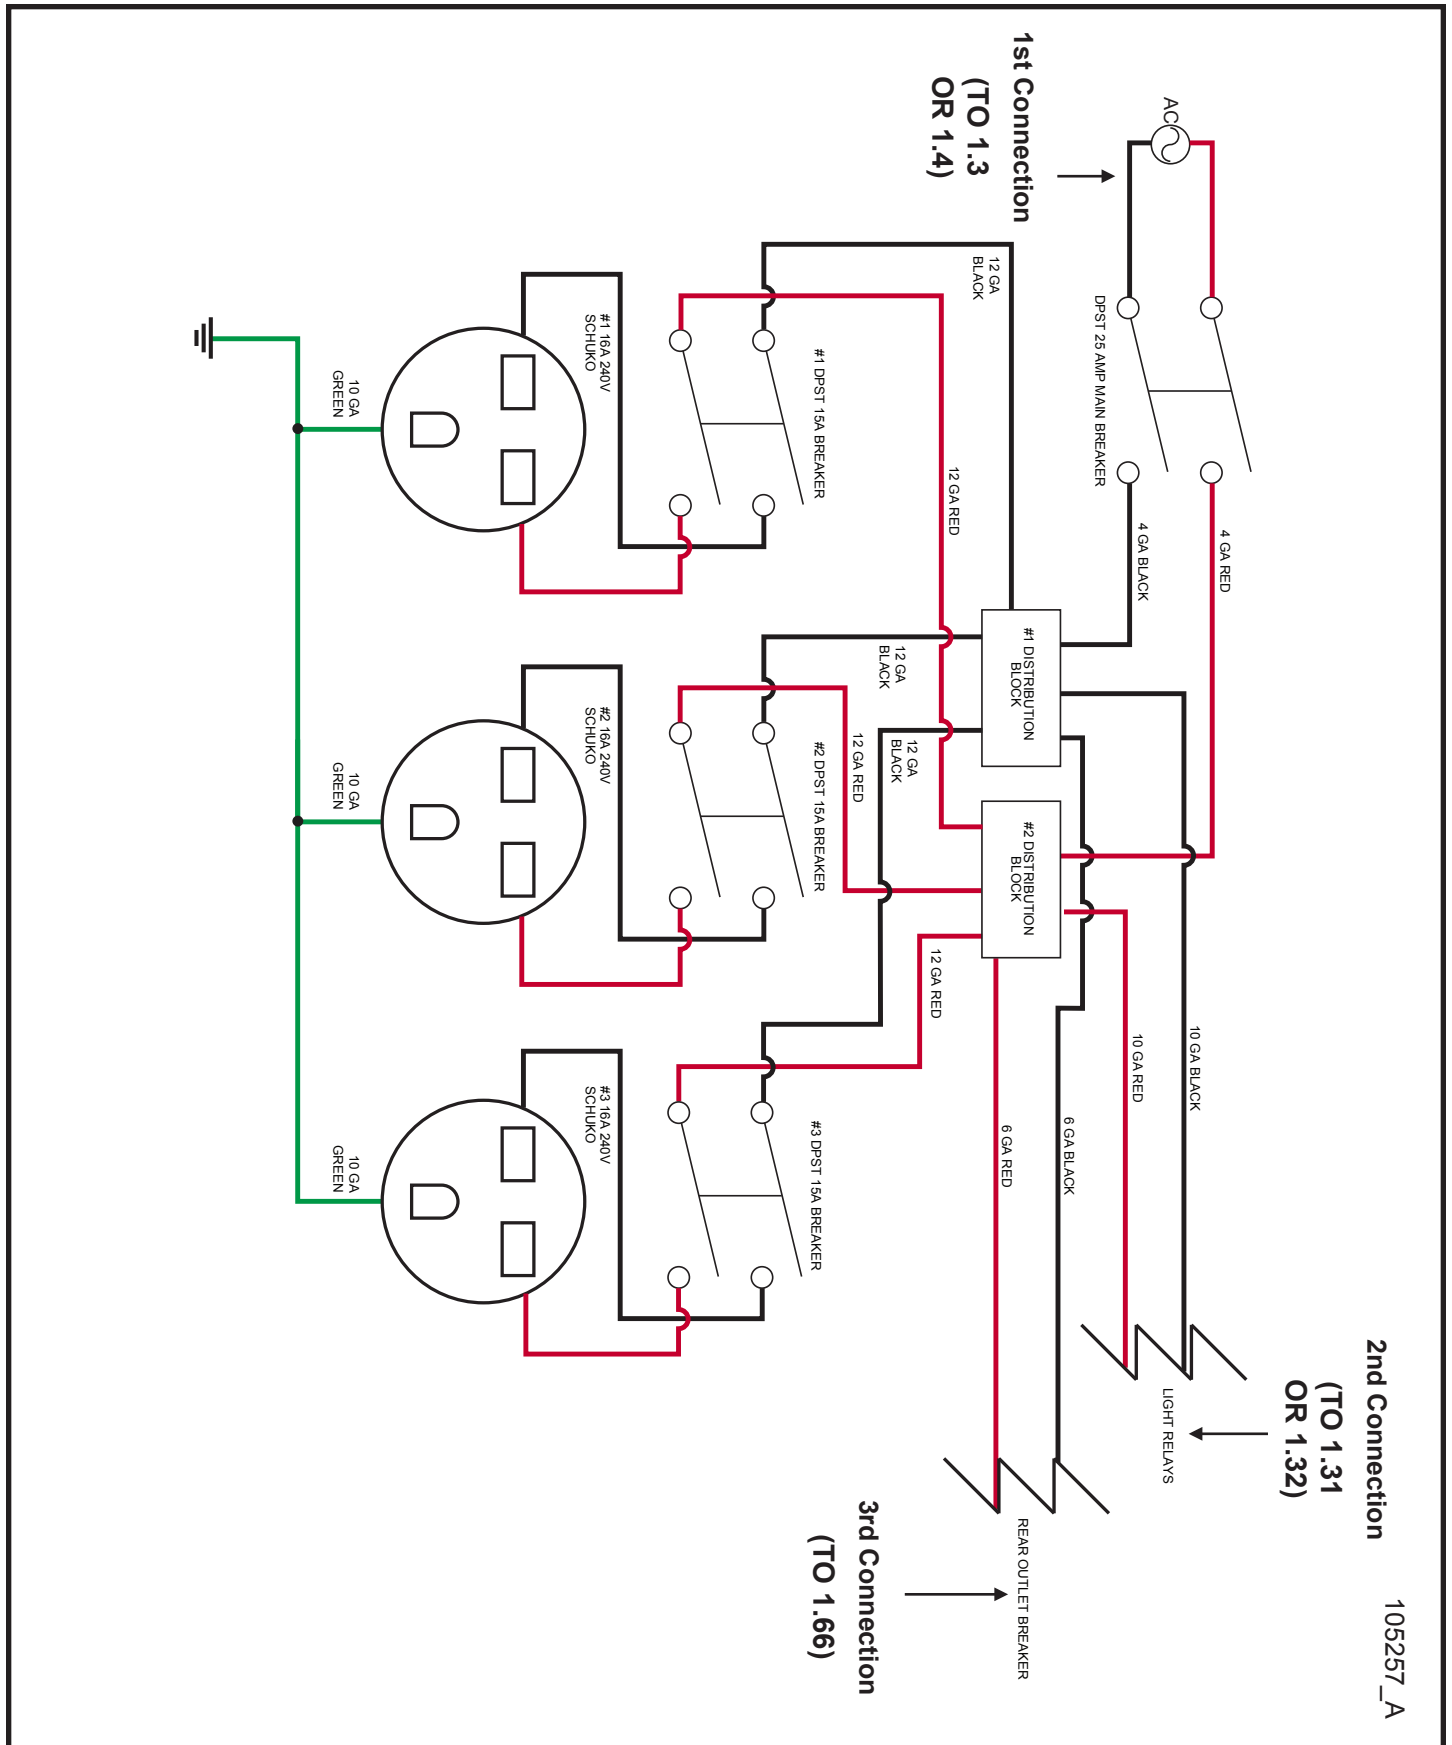 105257_A
2nd Connection
(TO 1.31
OR 1.32)
1st Connection
(TO 1.3
OR 1.4)
3rd Connection
(TO 1.66)
AC
DPST 25 AMP MAIN BREAKER
4 GA RED
4 GA BLACK
10 GA BLACK
10 GA RED
6 GA BLACK
6 GA RED
LIGHT RELAYS
REAR OUTLET BREAKER
#1 DISTRIBUTION
BLOCK
#2 DISTRIBUTION
BLOCK
12 GA
BLACK
12 GA RED
12 GA
BLACK
12 GA RED
12 GA
BLACK
12 GA RED
#1 DPST 15A BREAKER
#2 DPST 15A BREAKER
#3 DPST 15A BREAKER
#1 16A 240V
SCHUKO
#2 16A 240V
SCHUKO
#3 16A 240V
SCHUKO
10 GA
GREEN
10 GA
GREEN
10 GA
GREEN